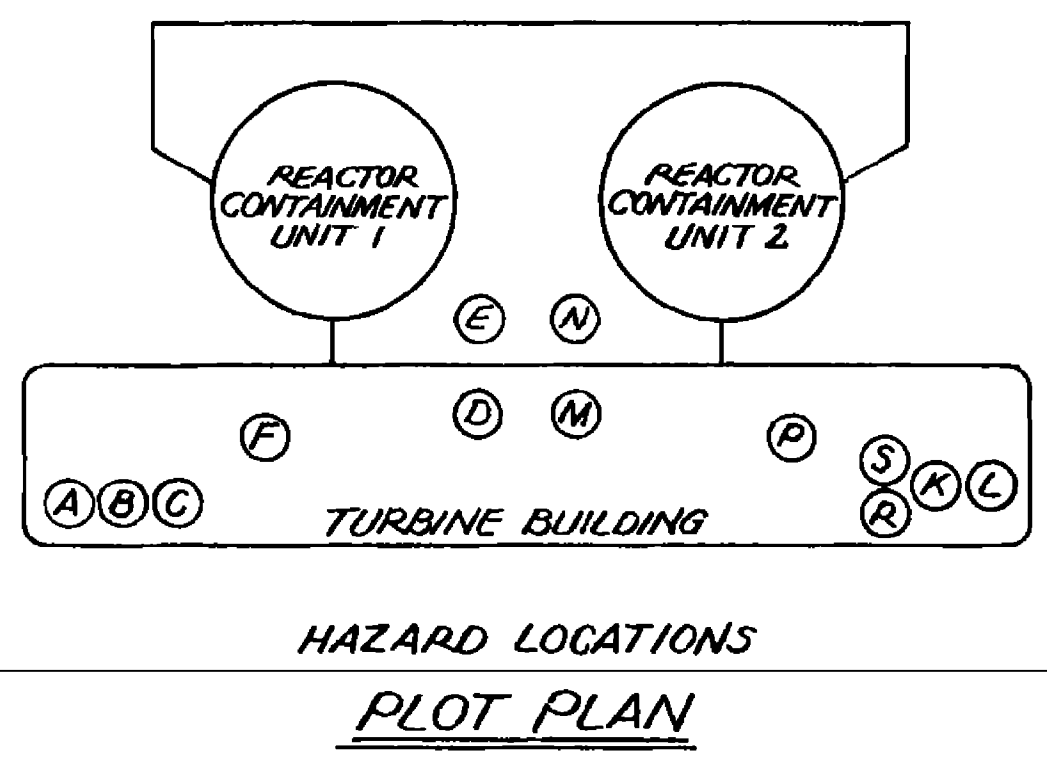 REACTOR
CONTAINMENT
UNIT 1
REACTOR
CONTAINMENT
UNIT 2
E N
D M
F P
S
K L
A B C R
TURBINE BUILDING
HAZARD LOCATIONS
PLOT PLAN